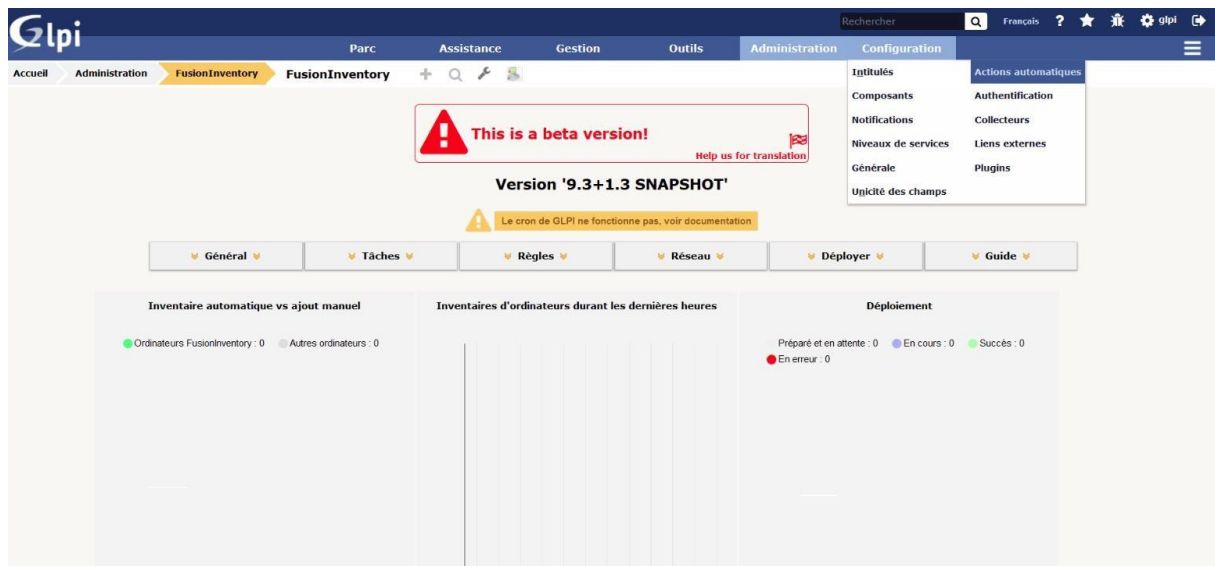 Glpi
Rechercher Français ? glpi
Parc Assistance Gestion Outils Administration Configuration
Accueil Administration FusionInventory FusionInventory
Intitulés Actions automatiques
Composants Authentification
Notifications Collecteurs
Niveaux de services Liens externes
Générale Plugins
Unicité des champs
This is a beta version!
Help us for translation
Version '9.3+1.3 SNAPSHOT'
Le cron de GLPI ne fonctionne pas, voir documentation
Général Tâches Règles Réseau Déployer Guide
Inventaire automatique vs ajout manuel Inventaires d'ordinateurs durant les dernières heures Déploiement
Ordinateurs FusionInventory : 0 Autres ordinateurs : 0 Préparé et en attente : 0 En cours : 0 Succès : 0
En erreur : 0